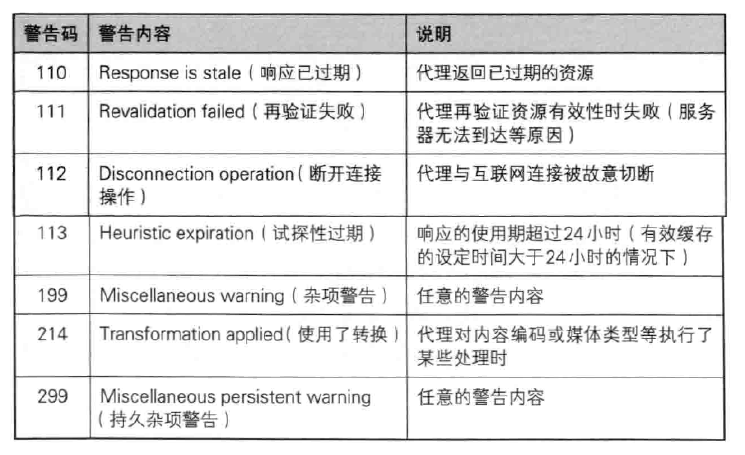 警告码 警告内容 说明
110 Response is stale（响应已过期） 代理返回已过期的资源
111 Revalidation failed（再验证失败） 代理再验证资源有效性时失败（服务
器无法到达等原因）
112 Disconnection operation（断开连接 代理与互联网连接被故意切断
操作）
113 Heuristic expiration（试探性过期） 响应的使用期超过24小时（有效缓存
的设定时间大于24小时的情况下）
199 Miscellaneous warning（杂项警告） 任意的警告内容
214 Transformation applied（使用了转换） 代理对内容编码或媒体类型等执行了
某些处理时
299 Miscellaneous persistent warning 任意的警告内容
（持久杂项警告）